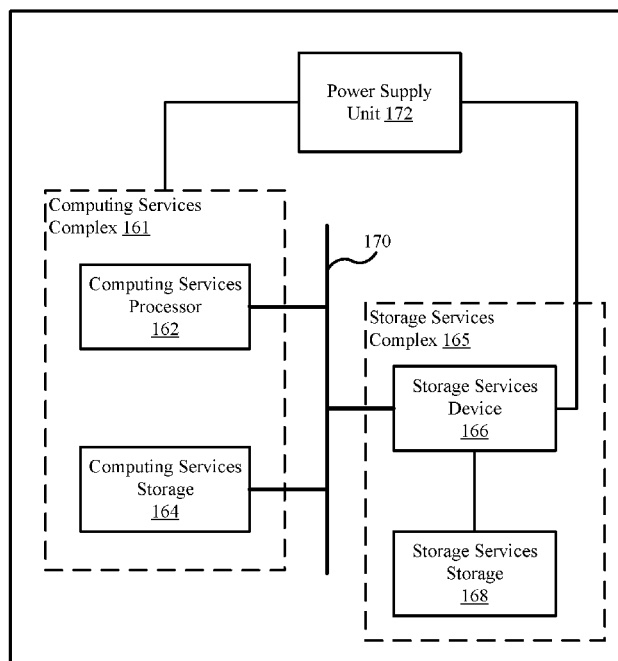 Power Supply
Unit 172
Computing Services
Complex 161
170
Computing Services
Processor
162
Storage Services
Complex 165
Storage Services
Device
166
Computing Services
Storage
164
Storage Services
Storage
168